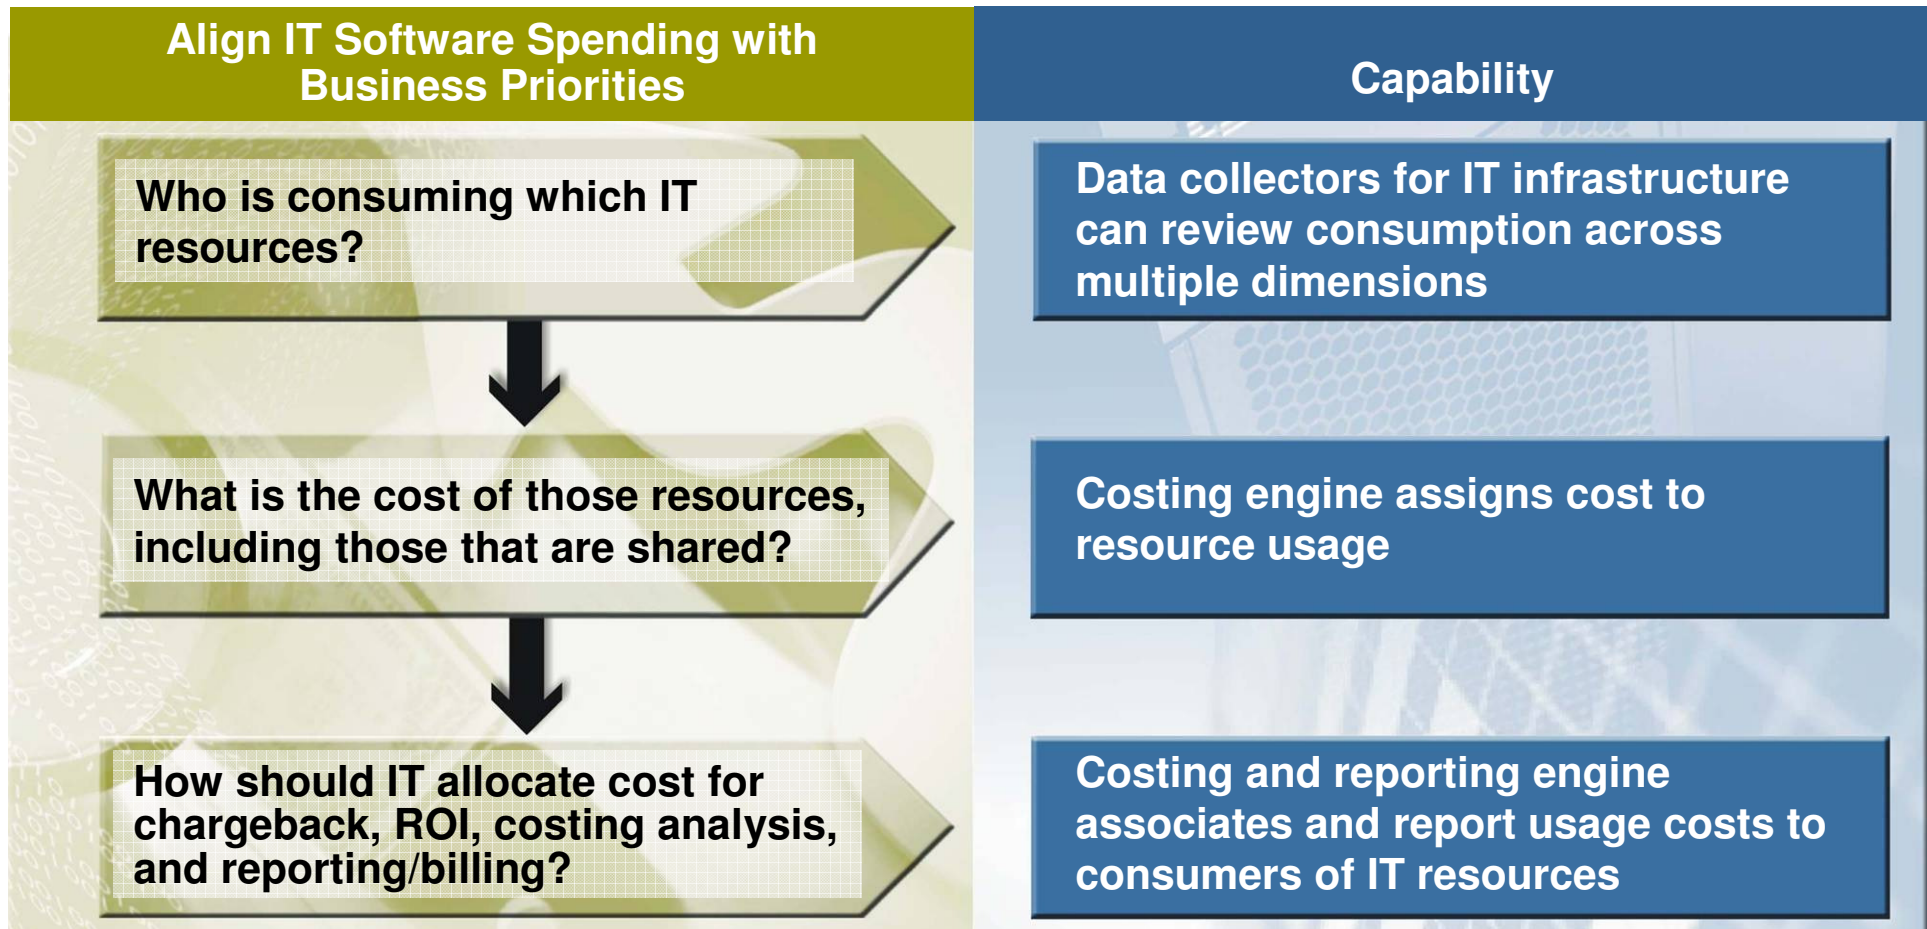 Align IT Software Spending with
Business Priorities
Capability
Who is consuming which IT
resources?
Data collectors for IT infrastructure
can review consumption across
multiple dimensions
What is the cost of those resources,
including those that are shared?
Costing engine assigns cost to
resource usage
How should IT allocate cost for
chargeback, ROI, costing analysis,
and reporting/billing?
Costing and reporting engine
associates and report usage costs to
consumers of IT resources